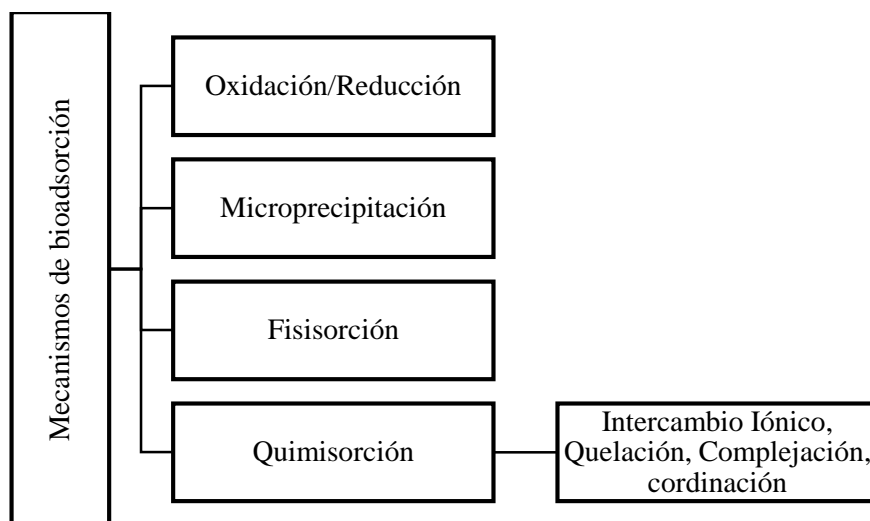 Mecanismos de bioadsorción
Oxidación/Reducción
Microprecipitación
Fisisorción
Quimisorción
Intercambio Iónico,
Quelación, Complejación,
cordinación